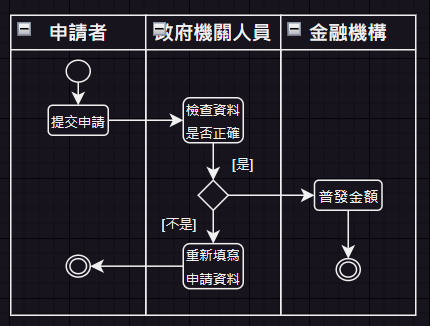 申請者
政府機關人員
金融機構
提交申請
檢查資料
是否正確
[是]
普發金額
[不是]
重新填寫
申請資料